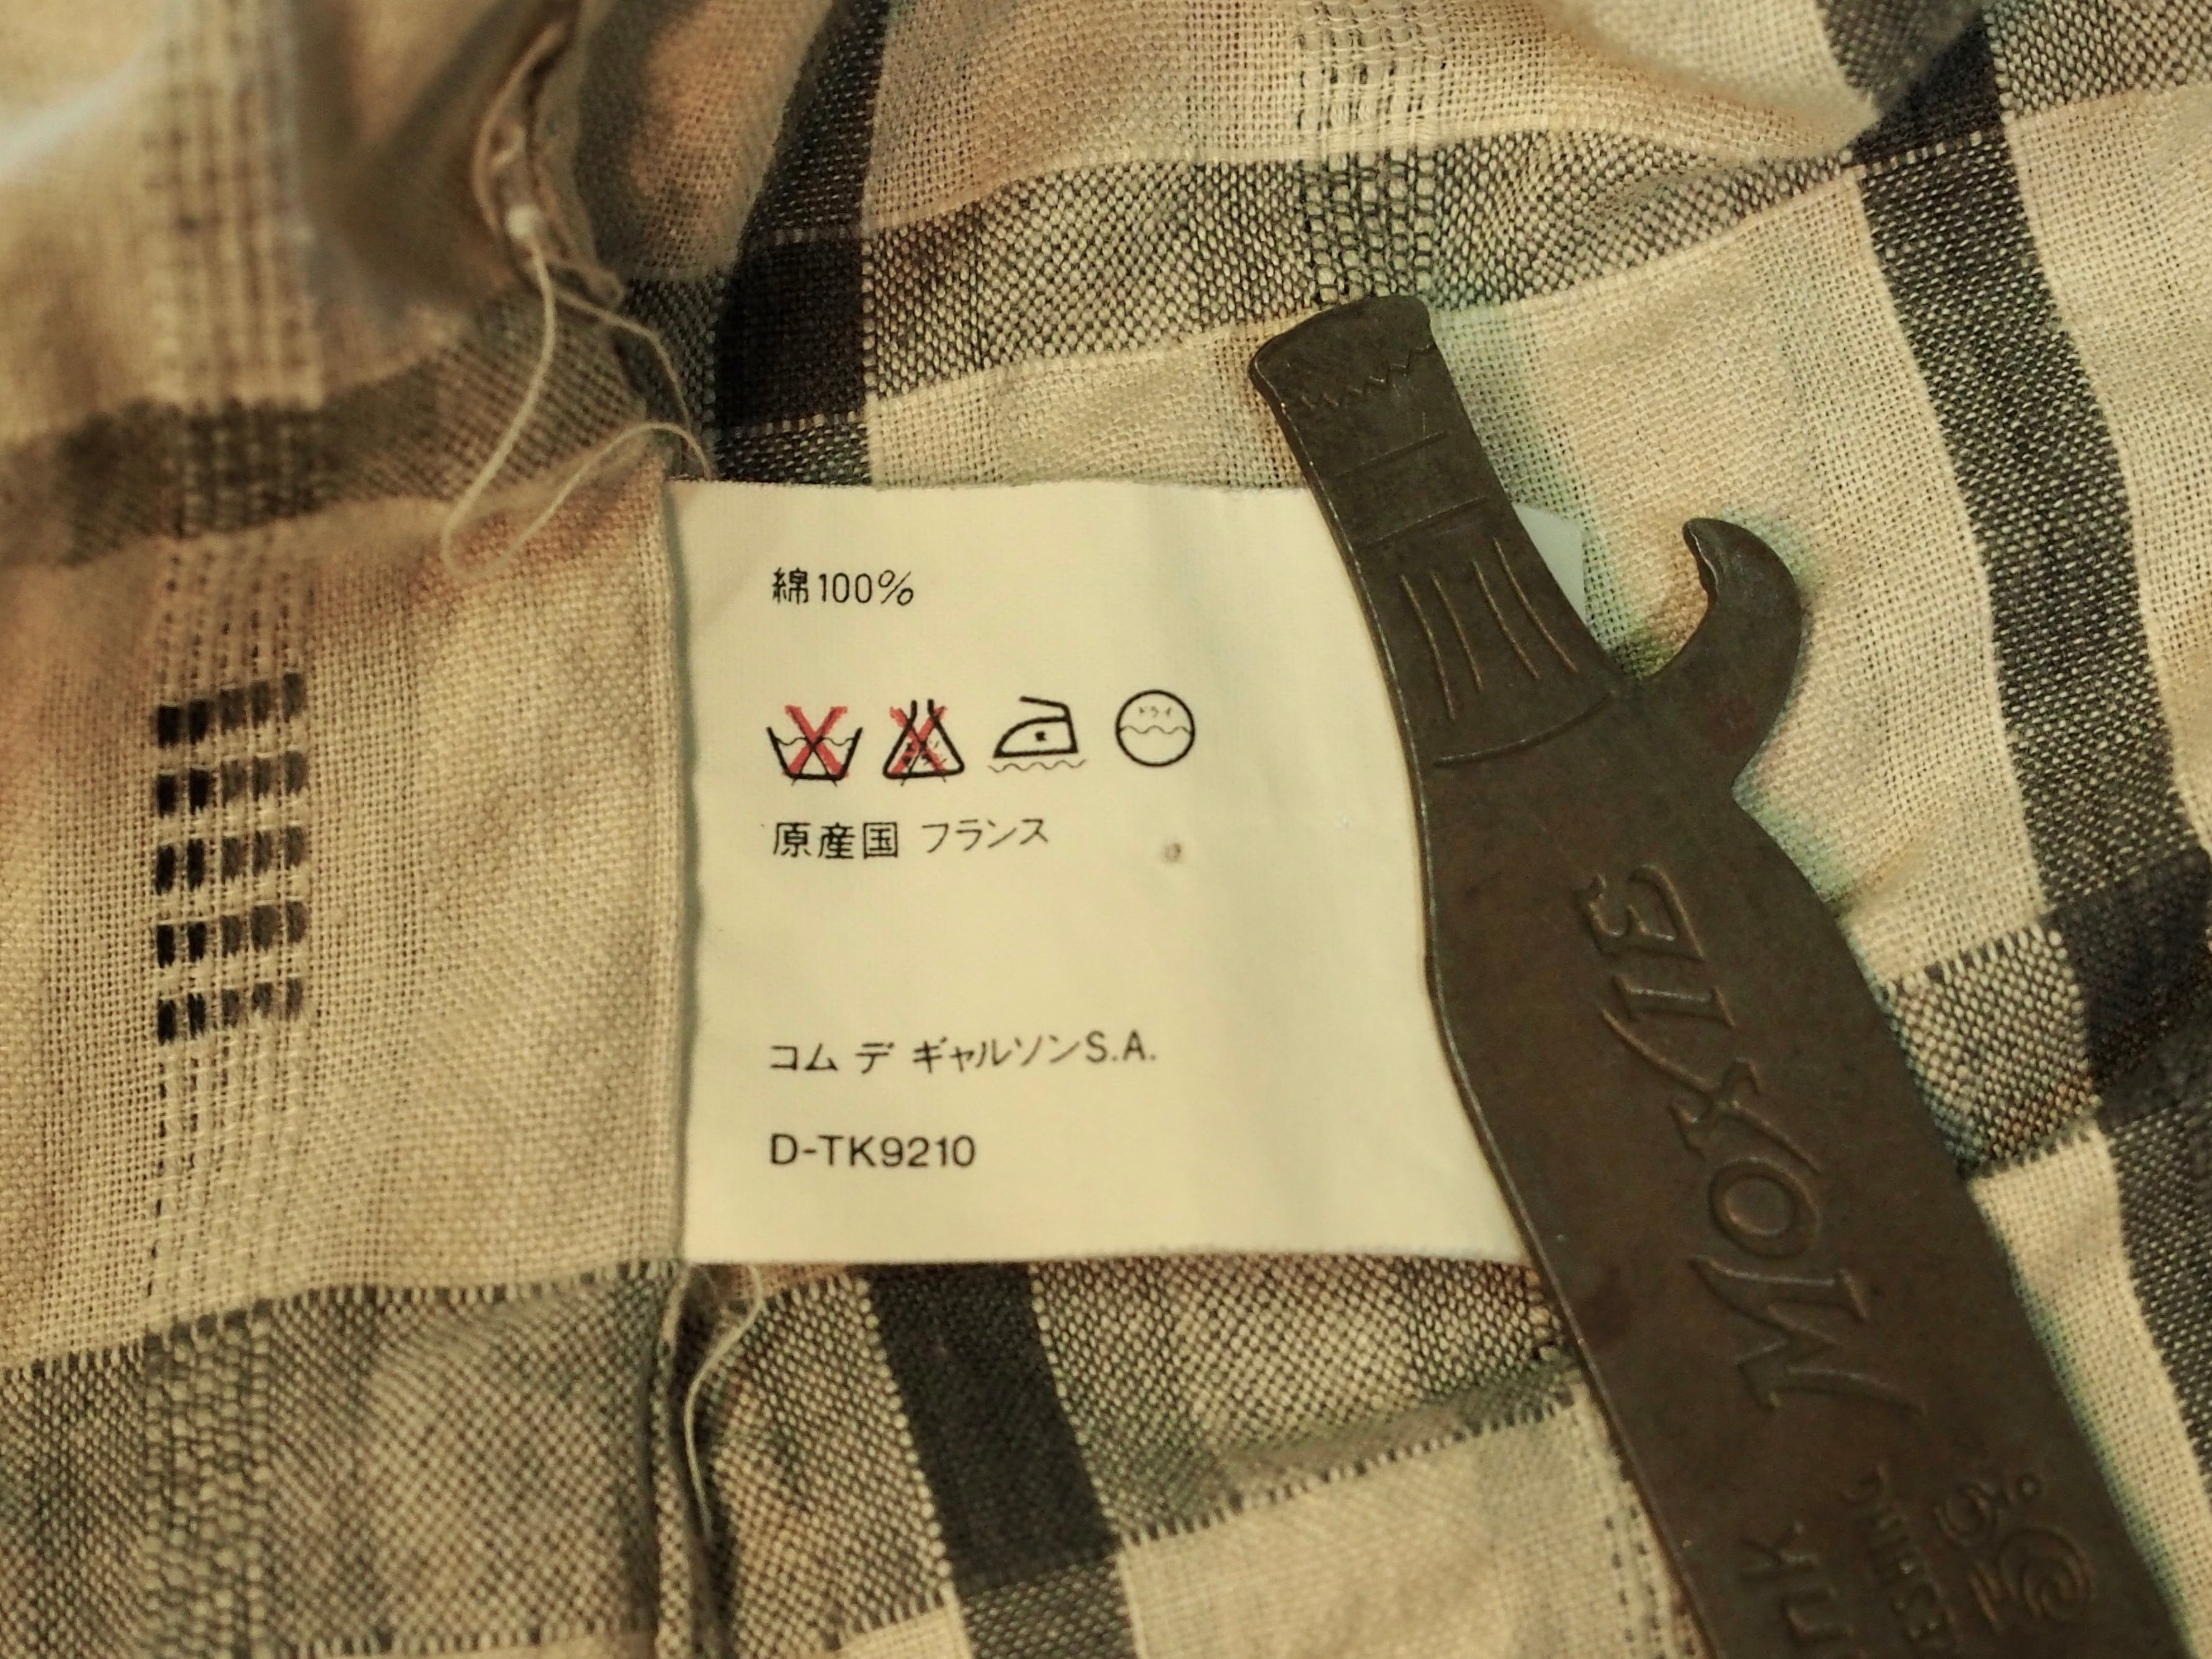 綿100%
ドライ
原産国 フランス
コム デ ギャルソンS.A.
D-TK9210
MOXIE